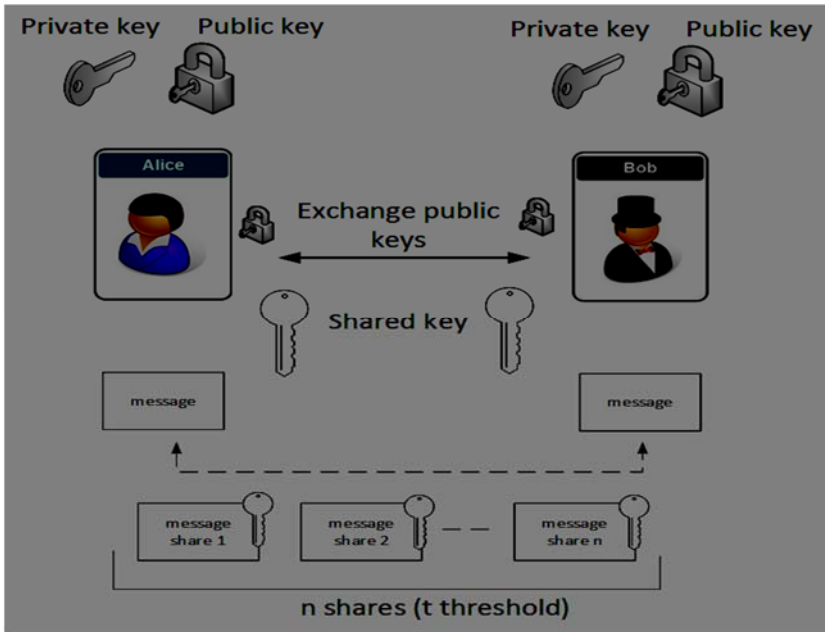 Private key
Public key
Private key
Public key
Alice
Bob
Exchange public
keys
Shared key
message
message
message
share 1
message
share 2
message
share n
n shares (t threshold)